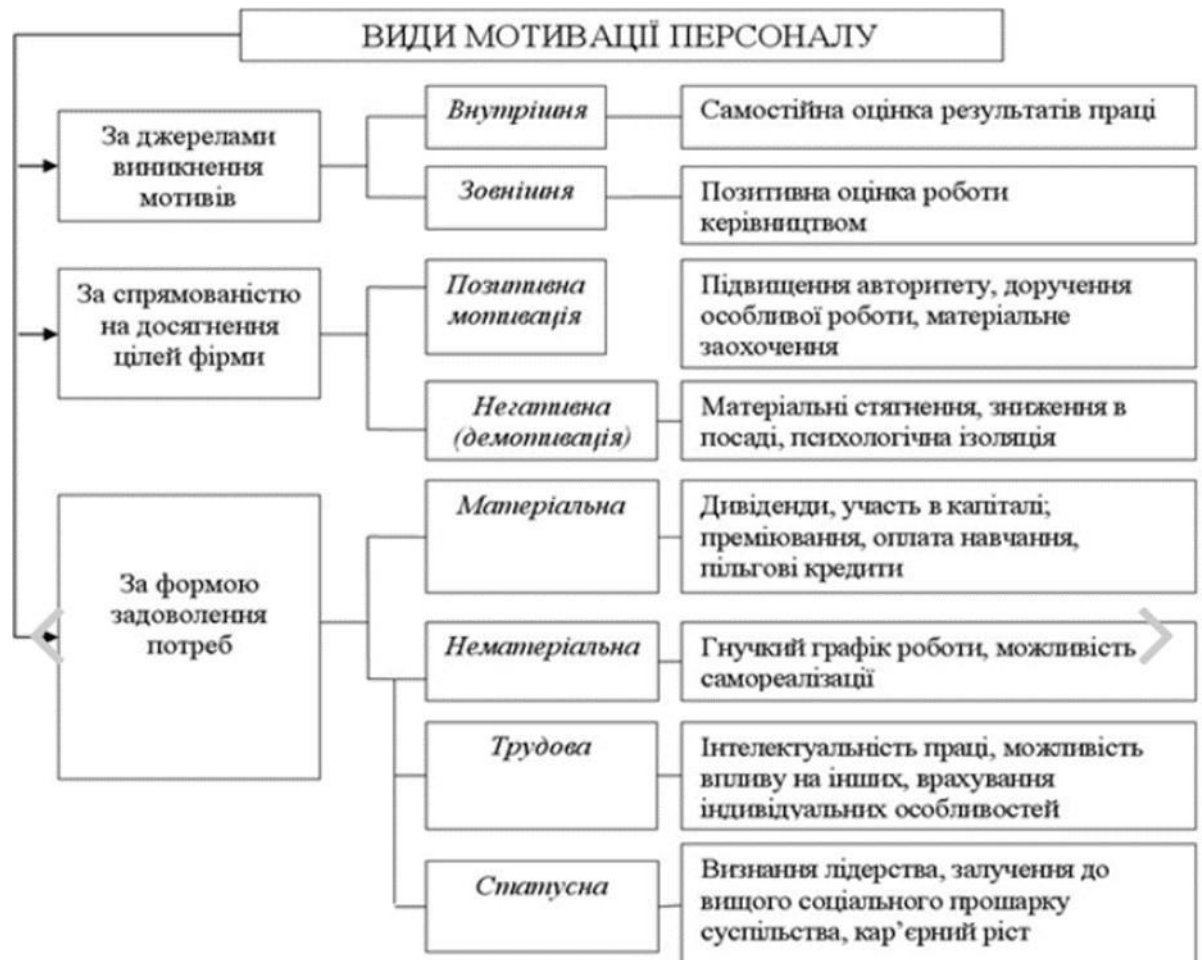 ВИДИ МОТИВАЦІЇ ПЕРСОНАЛУ
За джерелами
виникнення
мотивів
Внутрішня
Самостійна оцінка результатів праці
Зовнішня
Позитивна оцінка роботи
керівництвом
За спрямованістю
на досягнення
цілей фірми
Позитивна
мотивація
Підвищення авторитету, доручення
особливої роботи, матеріальне
заохочення
Негативна
(демотивація)
Матеріальні стягнення, зниження в
посаді, психологічна ізоляція
За формою
задоволення
потреб
Матеріальна
Дивіденди, участь в капіталі;
преміювання, оплата навчання,
пільгові кредити
Нематеріальна
Гнучкий графік роботи, можливість
самореалізації
Трудова
Інтелектуальність праці, можливість
впливу на інших, врахування
індивідуальних особливостей
Статусна
Визнання лідерства, залучення до
вищого соціального прошарку
суспільства, кар’єрний ріст